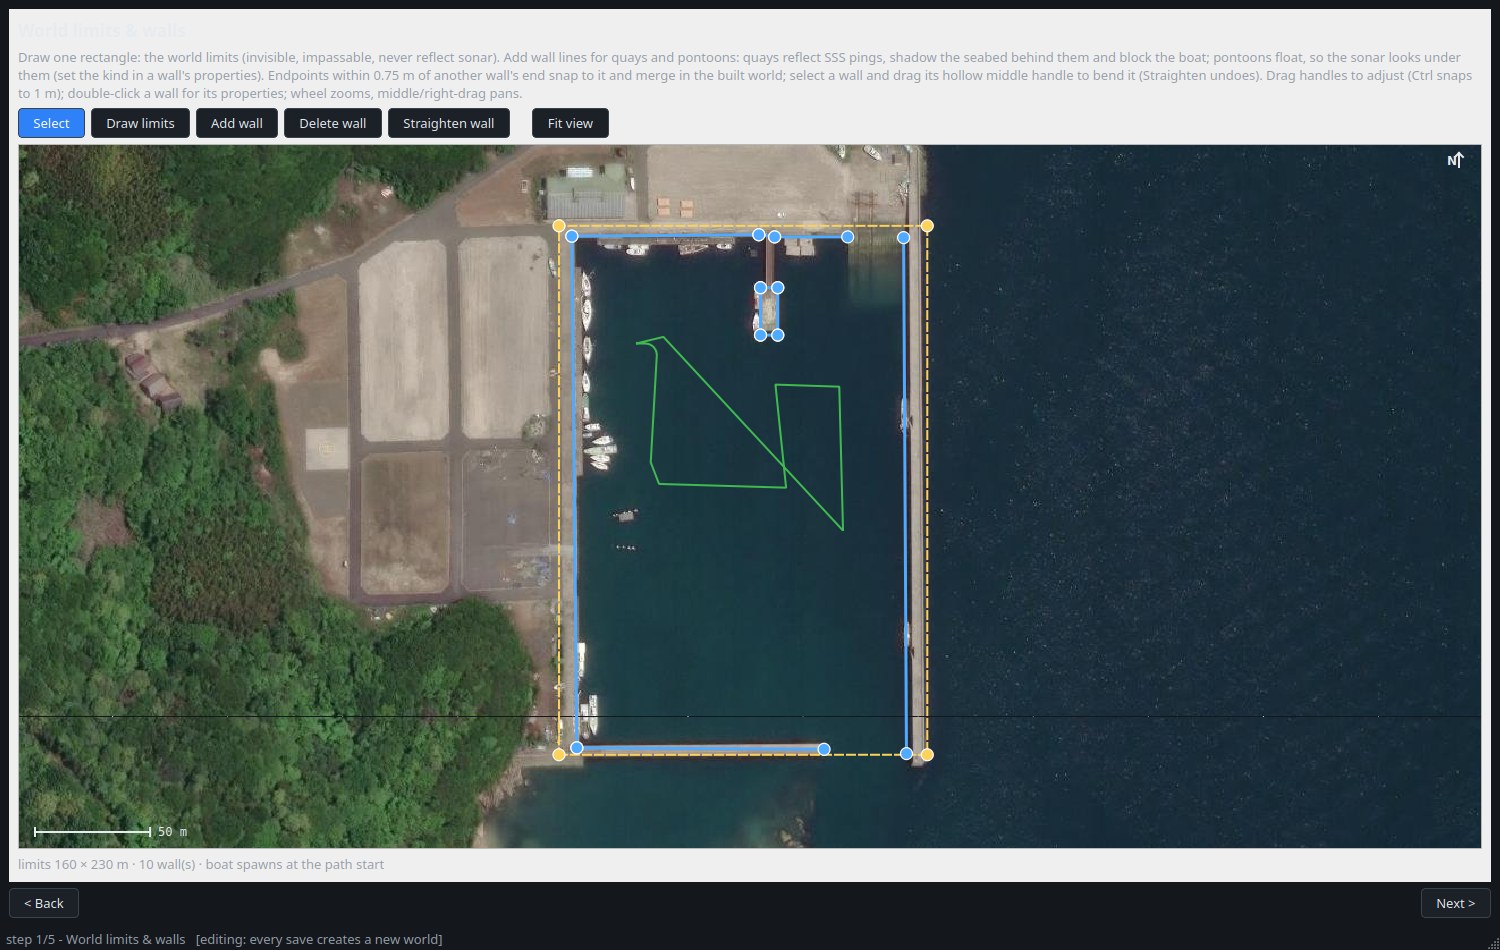 World limits & walls
Draw one rectangle: the world limits (invisible, impassable, never reflect sonar). Add wall lines for quays and pontoons: quays reflect SSS pings, shadow the seabed behind them and block the boat; pontoons float, so the sonar looks under
them (set the kind in a wall's properties). Endpoints within 0.75 m of another wall's end snap to it and merge in the built world; select a wall and drag its hollow middle handle to bend it (Straighten undoes). Drag handles to adjust (Ctrl snaps
to 1 m); double-click a wall for its properties; wheel zooms, middle/right-drag pans.
Select Draw limits Add wall Delete wall Straighten wall Fit view
N
50 m
limits 160 × 230 m · 10 wall(s) · boat spawns at the path start
< Back Next >
step 1/5 - World limits & walls [editing: every save creates a new world]